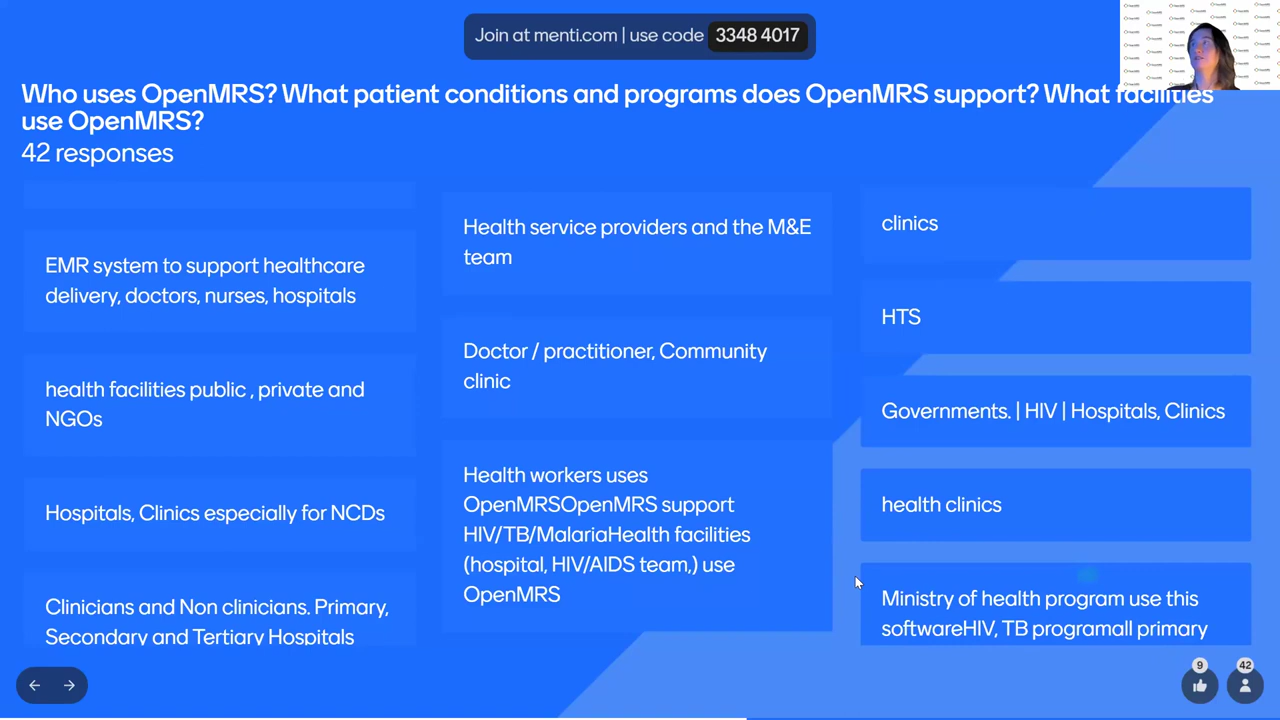 Join at menti.com | use code 3348 4017
Who uses OpenMRS? What patient conditions and programs does OpenMRS support? What facilities
use OpenMRS?
42 responses
EMR system to support healthcare
delivery, doctors, nurses, hospitals
health facilities public , private and
NGOs
Hospitals, Clinics especially for NCDs
Clinicians and Non clinicians. Primary,
Secondary and Tertiary Hospitals
Health service providers and the M&E
team
Doctor / practitioner, Community
clinic
Health workers uses
OpenMRSOpenMRS support
HIV/TB/MalariaHealth facilities
(hospital, HIV/AIDS team,) use
OpenMRS
clinics
HTS
Governments. | HIV | Hospitals, Clinics
health clinics
Ministry of health program use this
softwareHIV, TB programall primary
9
42